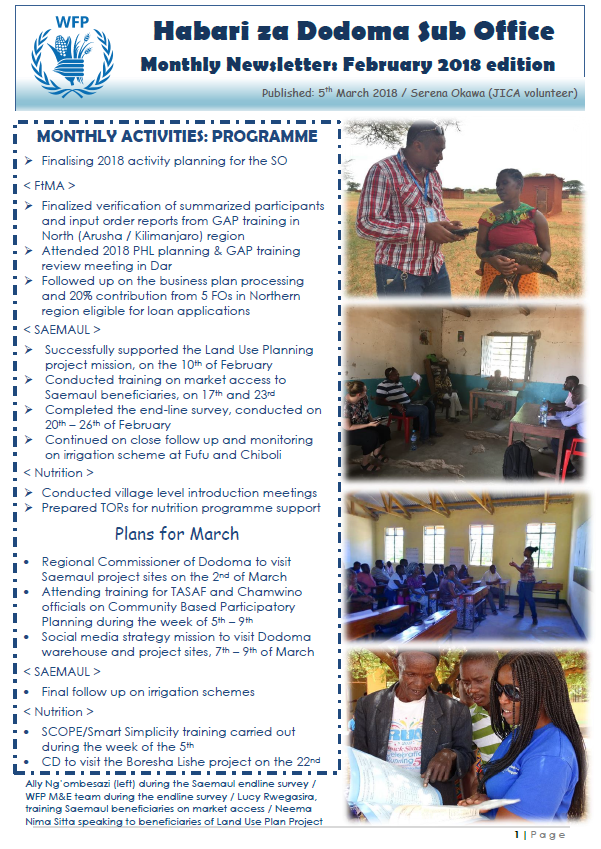 WFP
Habari za Dodoma Sub Office
Monthly Newsletter: February 2018 edition
Published: 5th March 2018 / Serena Okawa (JICA volunteer)
MONTHLY ACTIVITIES: PROGRAMME
➢ Finalising 2018 activity planning for the SO
< FtMA >
➢ Finalized verification of summarized participants
and input order reports from GAP training in
North (Arusha / Kilimanjaro) region
➢ Attended 2018 PHL planning & GAP training
review meeting in Dar
➢ Followed up on the business plan processing
and 20% contribution from 5 FOs in Northern
region eligible for loan applications
< SAEMAUL >
➢ Successfully supported the Land Use Planning
project mission, on the 10th of February
➢ Conducted training on market access to
Saemaul beneficiaries, on 17th and 23rd
➢ Completed the end-line survey, conducted on
20th – 26th of February
➢ Continued on close follow up and monitoring
on irrigation scheme at Fufu and Chiboli
< Nutrition >
➢ Conducted village level introduction meetings
➢ Prepared TORs for nutrition programme support
Plans for March
• Regional Commissioner of Dodoma to visit
Saemaul project sites on the 2nd of March
• Attending training for TASAF and Chamwino
officials on Community Based Participatory
Planning during the week of 5th – 9th
• Social media strategy mission to visit Dodoma
warehouse and project sites, 7th – 9th of March
< SAEMAUL >
• Final follow up on irrigation schemes
< Nutrition >
• SCOPE/Smart Simplicity training carried out
during the week of the 5th
• CD to visit the Boresha Lishe project on the 22nd
Ally Ng`ombesazi (left) during the Saemaul endline survey /
WFP M&E team during the endline survey / Lucy Rwegasira,
training Saemaul beneficiaries on market access / Neema
Nima Sitta speaking to beneficiaries of Land Use Plan Project
1 | Page